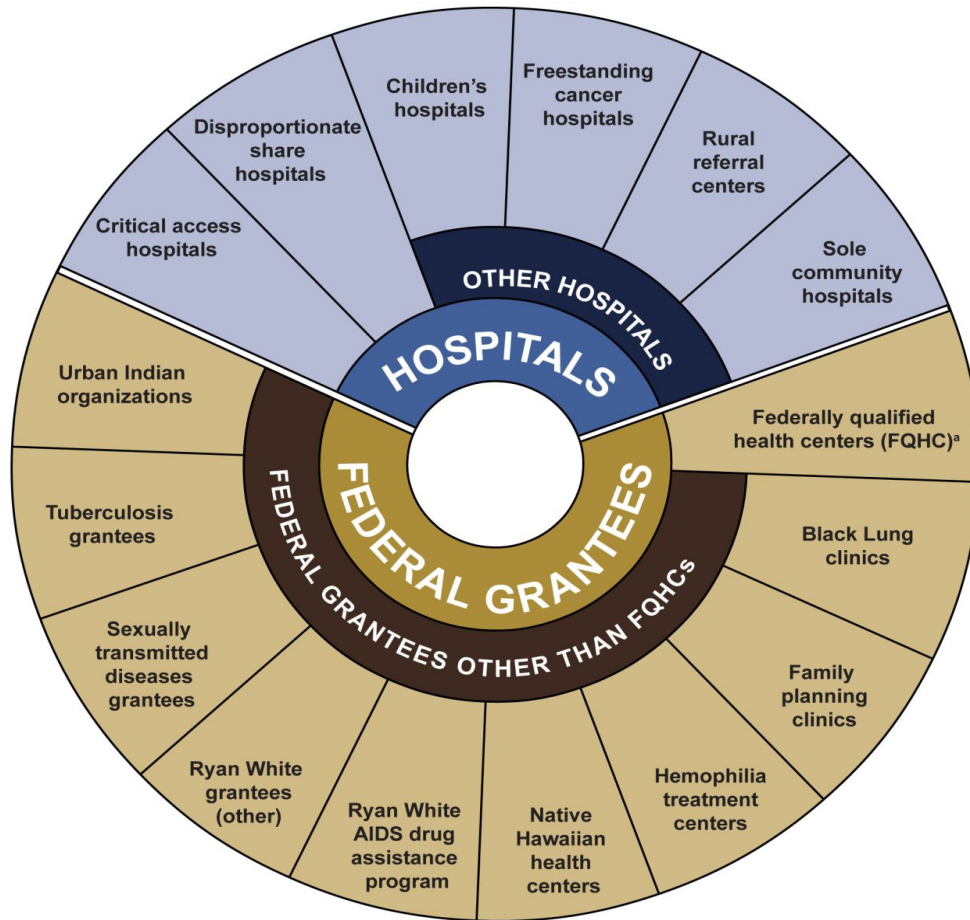 Critical access
hospitals
Disproportionate
share
hospitals
Children’s
hospitals
Freestanding
cancer
hospitals
Rural
referral
centers
Sole
community
hospitals
OTHER HOSPITALS
HOSPITALS
FEDERAL GRANTEES
FEDERAL GRANTEES OTHER THAN FQHCs
Federally qualified
health centers (FQHC)ª
Black Lung
clinics
Family
planning
clinics
Hemophilia
treatment
centers
Native
Hawaiian
health
centers
Ryan White
AIDS drug
assistance
program
Ryan White
grantees
(other)
Sexually
transmitted
diseases
grantees
Tuberculosis
grantees
Urban Indian
organizations